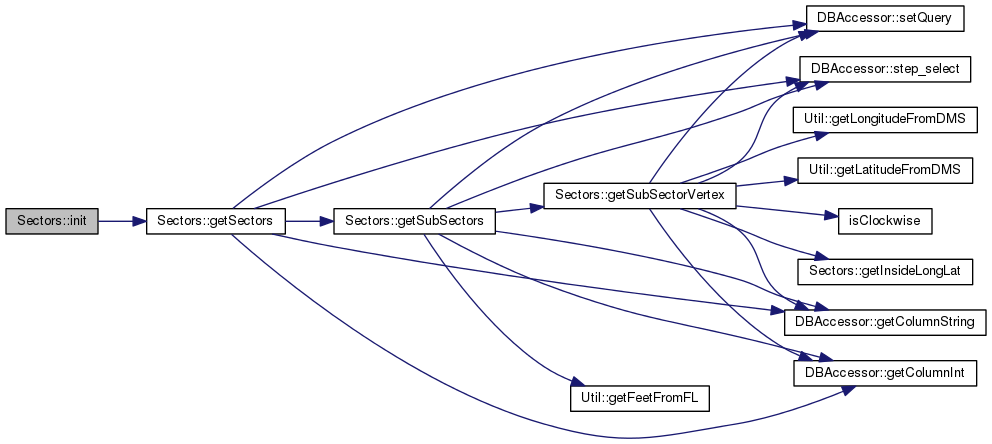 Sectors::init
Sectors::getSectors
Sectors::getSubSectors
Sectors::getSubSectorVertex
DBAccessor::setQuery
DBAccessor::step_select
Util::getLongitudeFromDMS
Util::getLatitudeFromDMS
isClockwise
Sectors::getInsideLongLat
DBAccessor::getColumnString
DBAccessor::getColumnInt
Util::getFeetFromFL